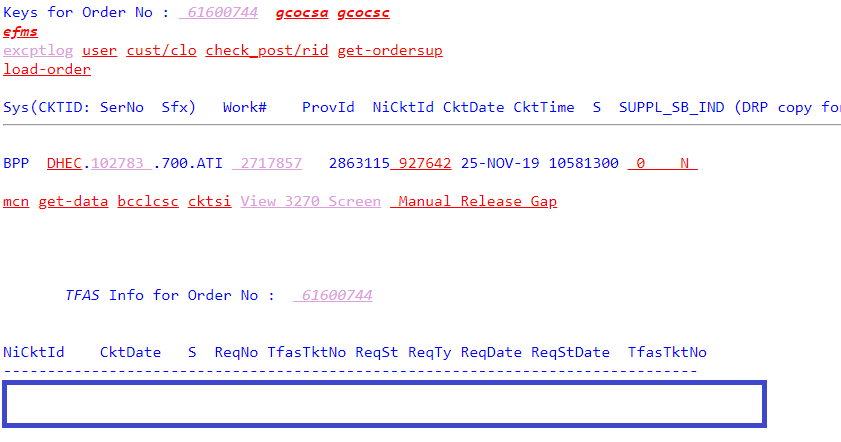 Keys for Order No :  61600744  gcocsa gcocsc
efms
excptlog user cust/clo check_post/rid get-ordersup
load-order
Sys(CKTID: SerNo  Sfx)   Work#    ProvId  NiCktId CktDate CktTime  S  SUPPL_SB_IND (DRP copy for
BPP  DHEC.102783 .700.ATI  2717857   2863115 927642 25-NOV-19 10581300  0    N
mcn get-data bcclcsc cktsi View 3270 Screen  Manual Release Gap
TFAS Info for Order No :  61600744
NiCktId    CktDate   S  ReqNo TfasTktNo ReqSt ReqTy ReqDate ReqStDate  TfasTktNo
-------------------------------------------------------------------------------